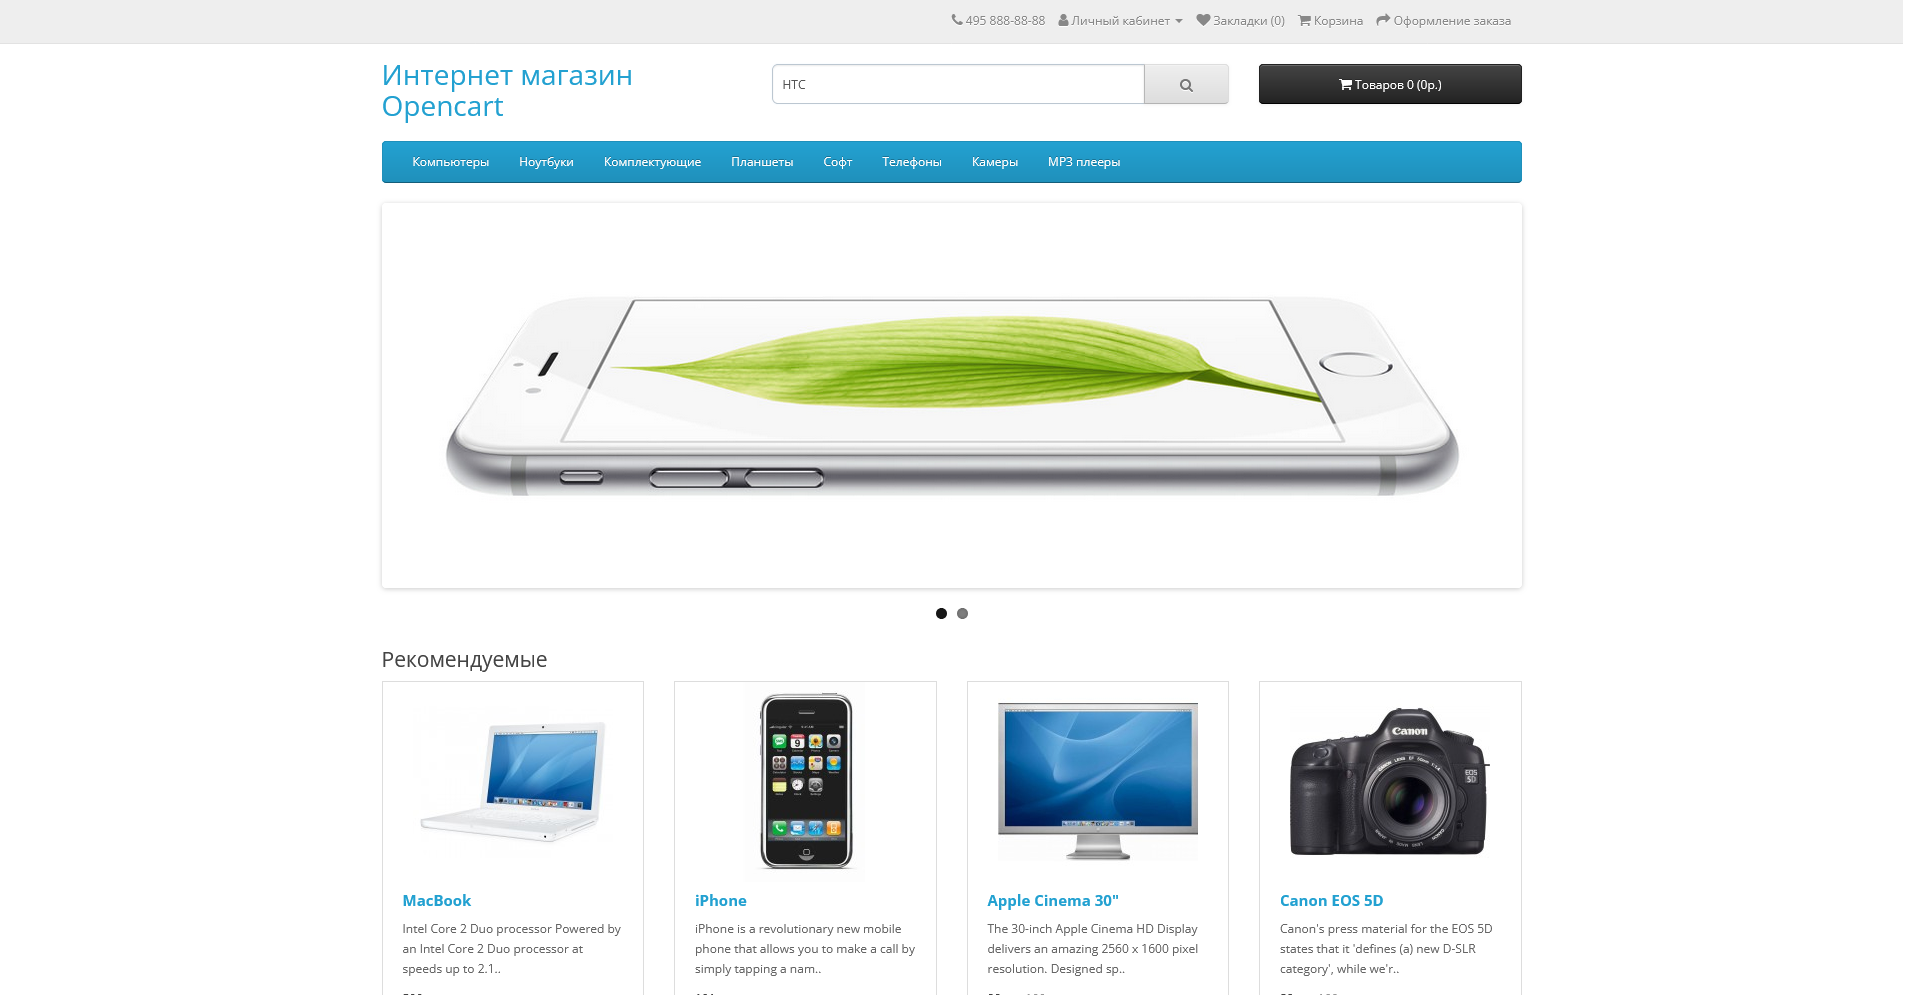 495 888-88-88 Личный кабинет Закладки (0) Корзина Оформление заказа
Интернет магазин
Opencart
HTC
Товаров 0 (0р.)
Компьютеры Ноутбуки Комплектующие Планшеты Софт Телефоны Камеры MP3 плееры
Рекомендуемые
Canon
EOS
5D
MacBook
Intel Core 2 Duo processor Powered by
an Intel Core 2 Duo processor at
speeds up to 2.1..
iPhone
iPhone is a revolutionary new mobile
phone that allows you to make a call by
simply tapping a nam..
Apple Cinema 30"
The 30-inch Apple Cinema HD Display
delivers an amazing 2560 x 1600 pixel
resolution. Designed sp..
Canon EOS 5D
Canon's press material for the EOS 5D
states that it 'defines (a) new D-SLR
category', while we'r..